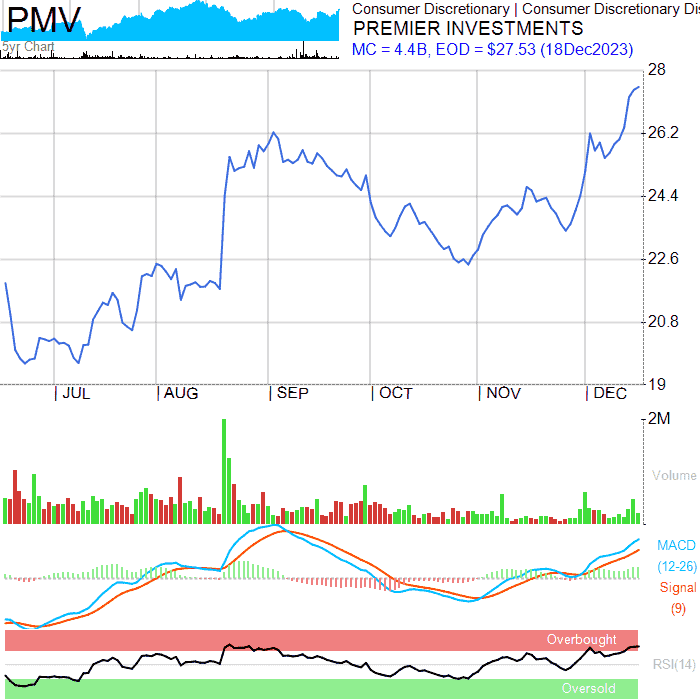 PMV
5yr Chart
Consumer Discretionary | Consumer Discretionary Dis
PREMIER INVESTMENTS
MC = 4.4B, EOD = $27.53 (18Dec2023)
28
26.2
24.4
22.6
20.8
19
| JUL | AUG | SEP | OCT | NOV | DEC
2M
Volume
MACD
(12-26)
Signal
(9)
Overbought
RSI(14)
Oversold